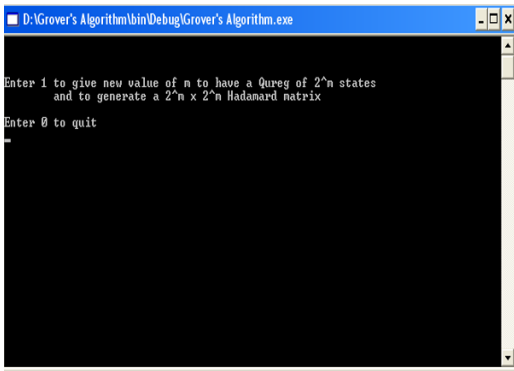 D:\Grover's Algorithm\bin\Debug\Grover's Algorithm.exe
Enter 1 to give new value of m to have a Qureg of 2^m states
and to generate a 2^m x 2^m Hadamard matrix
Enter 0 to quit